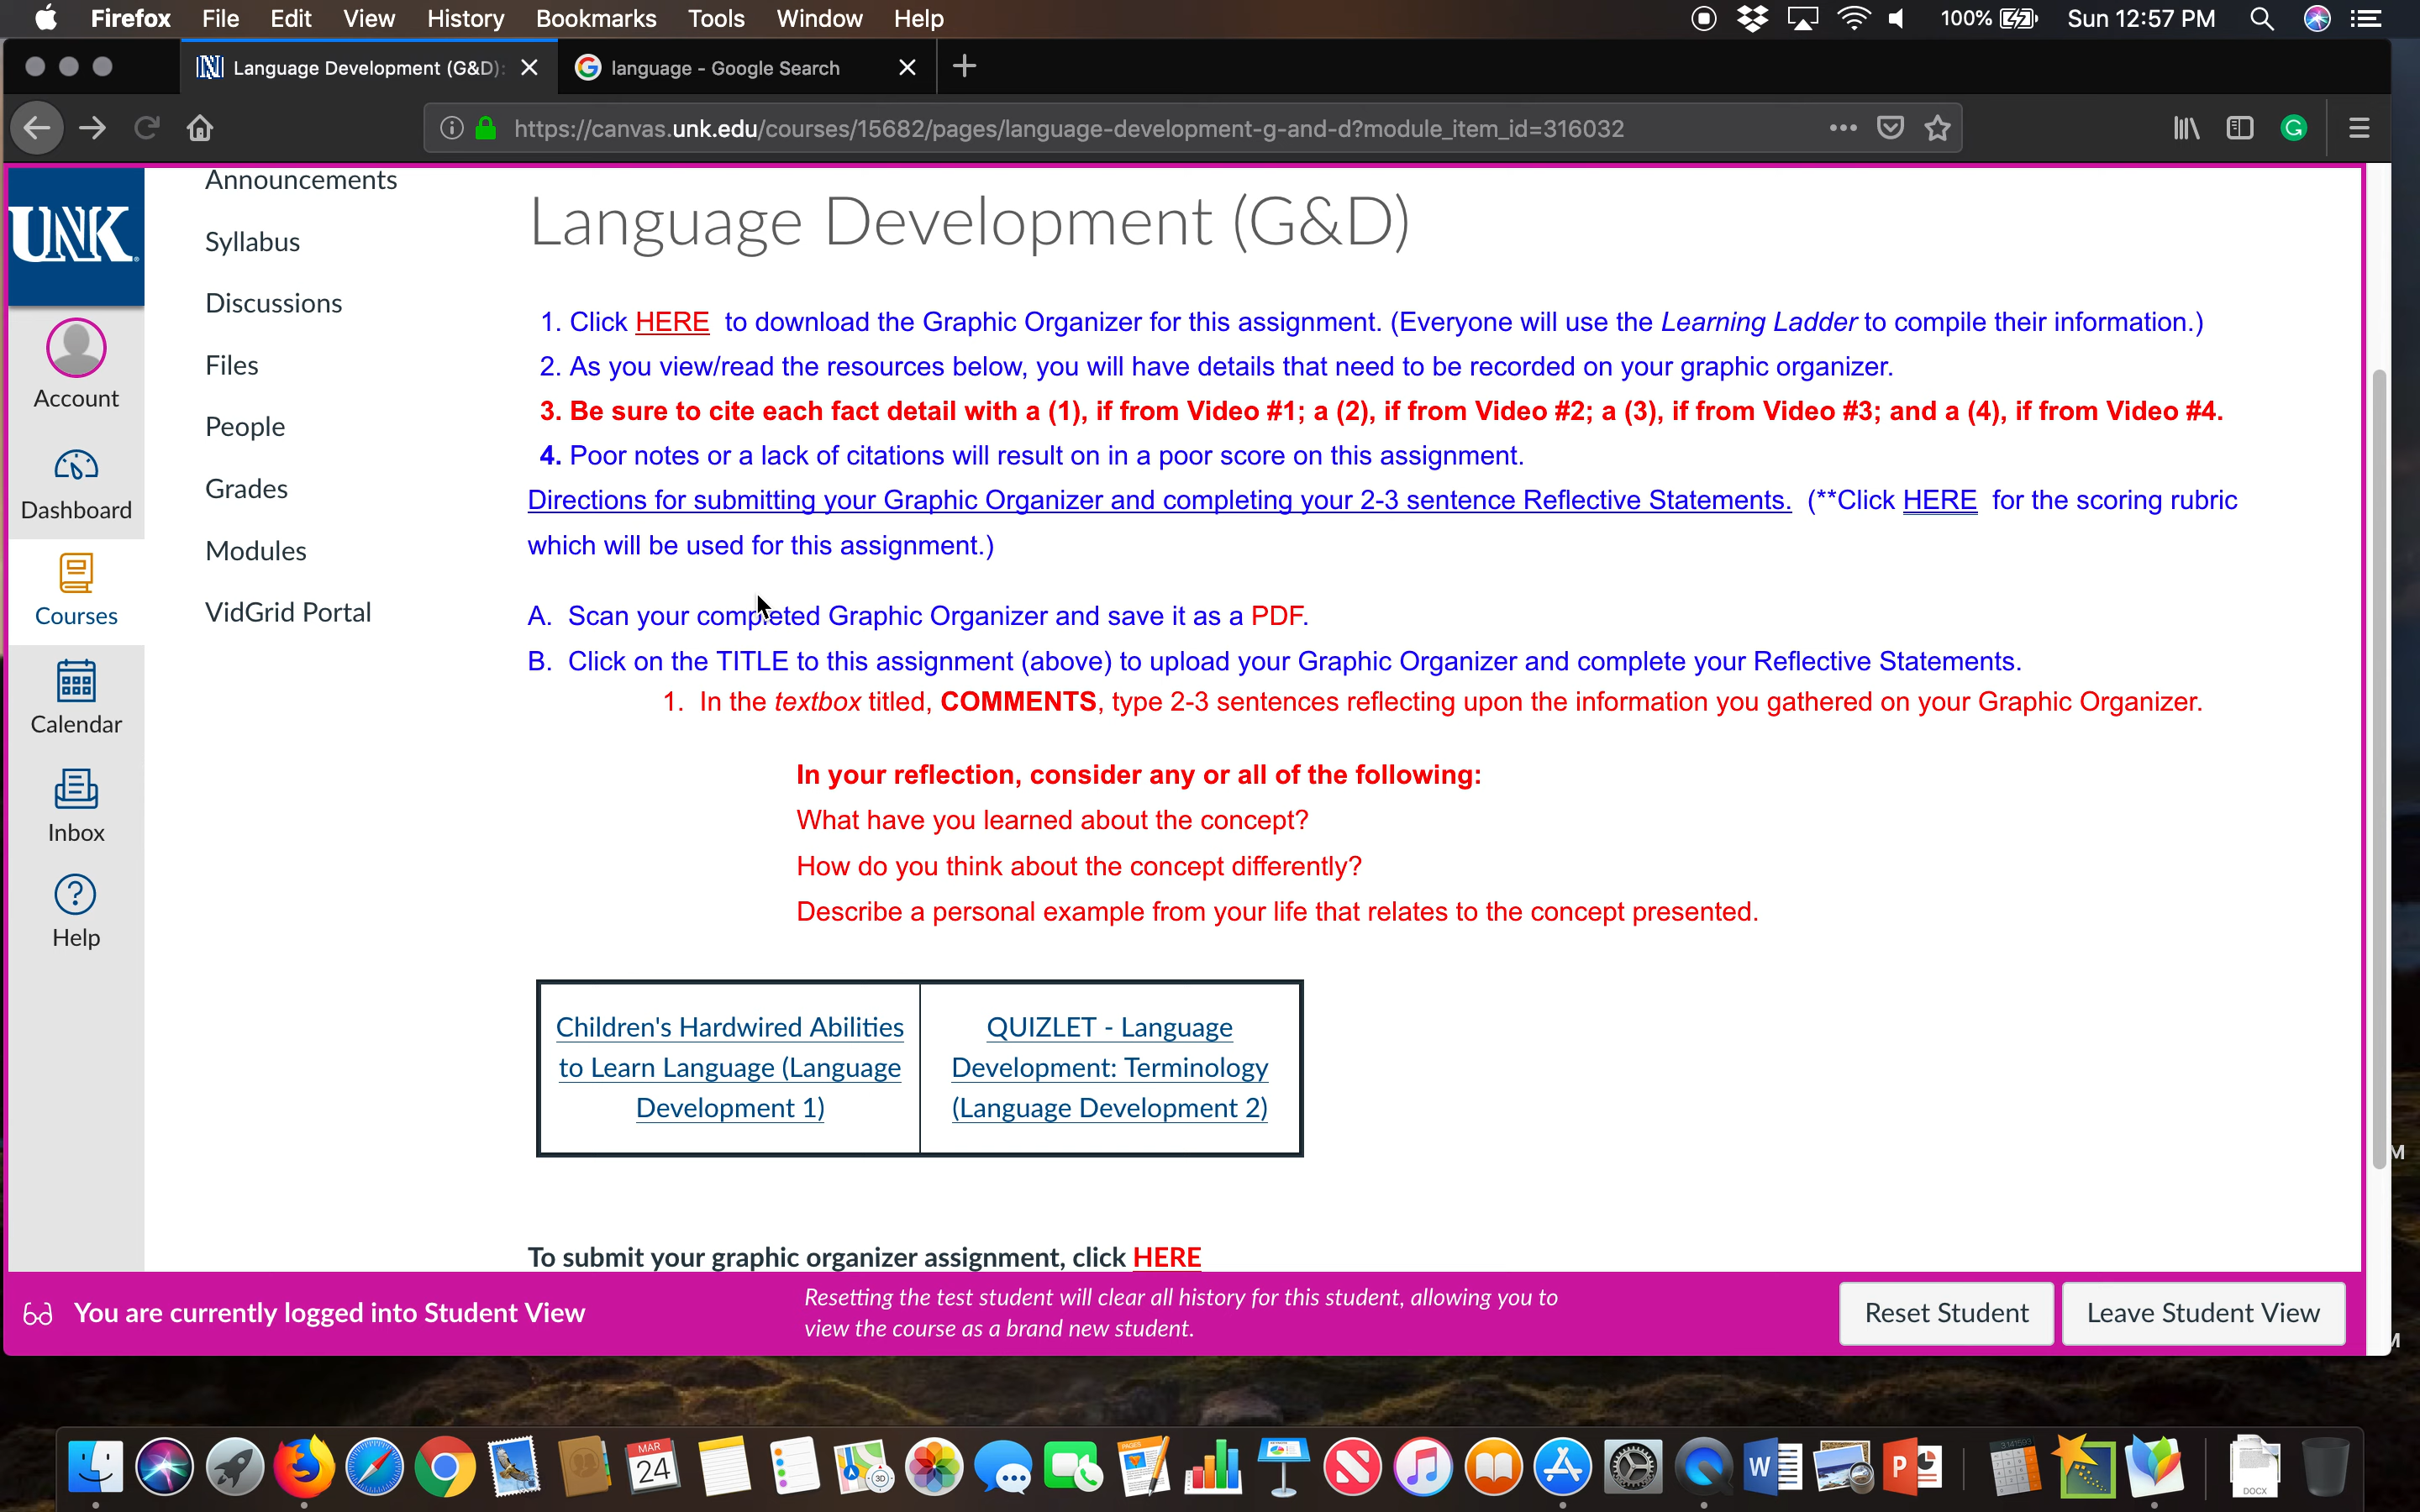 Firefox File Edit View History Bookmarks Tools Window Help 100% Sun 12:57 PM
Language Development (G&D): language - Google Search
https://canvas.unk.edu/courses/15682/pages/language-development-g-and-d?module_item_id=316032
UNK
Account
Dashboard
Courses
Calendar
Inbox
Help
Announcements
Syllabus
Discussions
Files
People
Grades
Modules
VidGrid Portal
Language Development (G&D)
1. Click HERE to download the Graphic Organizer for this assignment. (Everyone will use the Learning Ladder to compile their information.)
2. As you view/read the resources below, you will have details that need to be recorded on your graphic organizer.
3. Be sure to cite each fact detail with a (1), if from Video #1; a (2), if from Video #2; a (3), if from Video #3; and a (4), if from Video #4.
4. Poor notes or a lack of citations will result on in a poor score on this assignment.
Directions for submitting your Graphic Organizer and completing your 2-3 sentence Reflective Statements. (**Click HERE for the scoring rubric
which will be used for this assignment.)
A. Scan your completed Graphic Organizer and save it as a PDF.
B. Click on the TITLE to this assignment (above) to upload your Graphic Organizer and complete your Reflective Statements.
1. In the textbox titled, COMMENTS, type 2-3 sentences reflecting upon the information you gathered on your Graphic Organizer.
In your reflection, consider any or all of the following:
What have you learned about the concept?
How do you think about the concept differently?
Describe a personal example from your life that relates to the concept presented.
Children's Hardwired Abilities
to Learn Language (Language
Development 1)
QUIZLET - Language
Development: Terminology
(Language Development 2)
To submit your graphic organizer assignment, click HERE
You are currently logged into Student View
Resetting the test student will clear all history for this student, allowing you to
view the course as a brand new student.
Reset Student
Leave Student View
MAR
24
PAGES
3D
W
P
DOCX